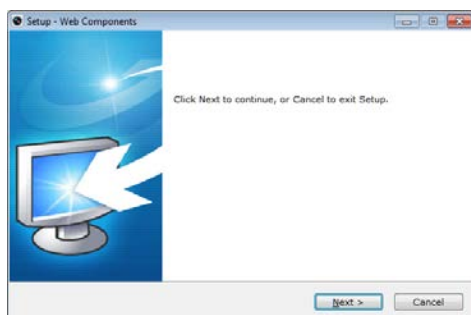 Setup - Web Components
Click Next to continue, or Cancel to exit Setup.
Next >
Cancel